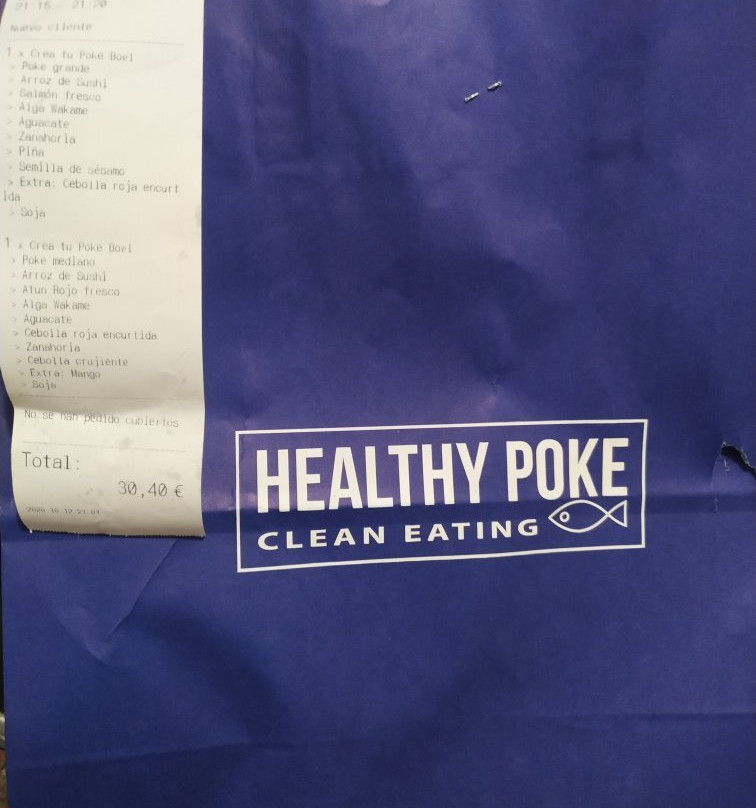 21:15 - 21:20
Nuevo cliente
1 x Crea tu Poke Bowl
> Poke grande
> Arroz de Sushi
> Salmón fresco
> Alga Wakame
> Aguacate
> Zanahoria
> Piña
> Semilla de sésamo
> Extra: Cebolla roja encurt
ida
> Soja
1 x Crea tu Poke Bowl
> Poke mediano
> Arroz de Sushi
> Atun Rojo fresco
> Alga Wakame
> Aguacate
> Cebolla roja encurtida
> Zanahoria
> Cebolla crujiente
> Extra: Mango
> Soja
No se han pedido cubiertos
Total:
30,40 €
HEALTHY POKE
CLEAN EATING